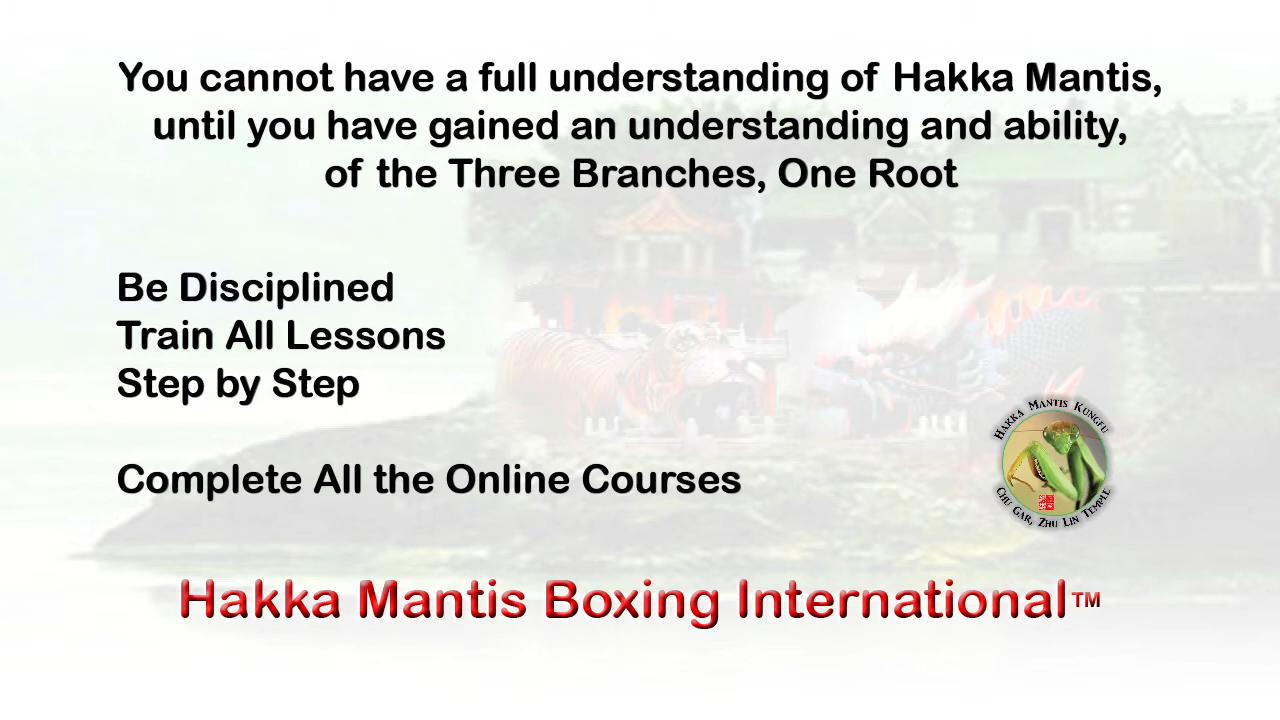 You cannot have a full understanding of Hakka Mantis,
until you have gained an understanding and ability,
of the Three Branches, One Root
Be Disciplined
Train All Lessons
Step by Step
HAKKA MANTIS KUNGFU
CHU GAR, ZHU LIN TEMPLE
Complete All the Online Courses
Hakka Mantis Boxing International™